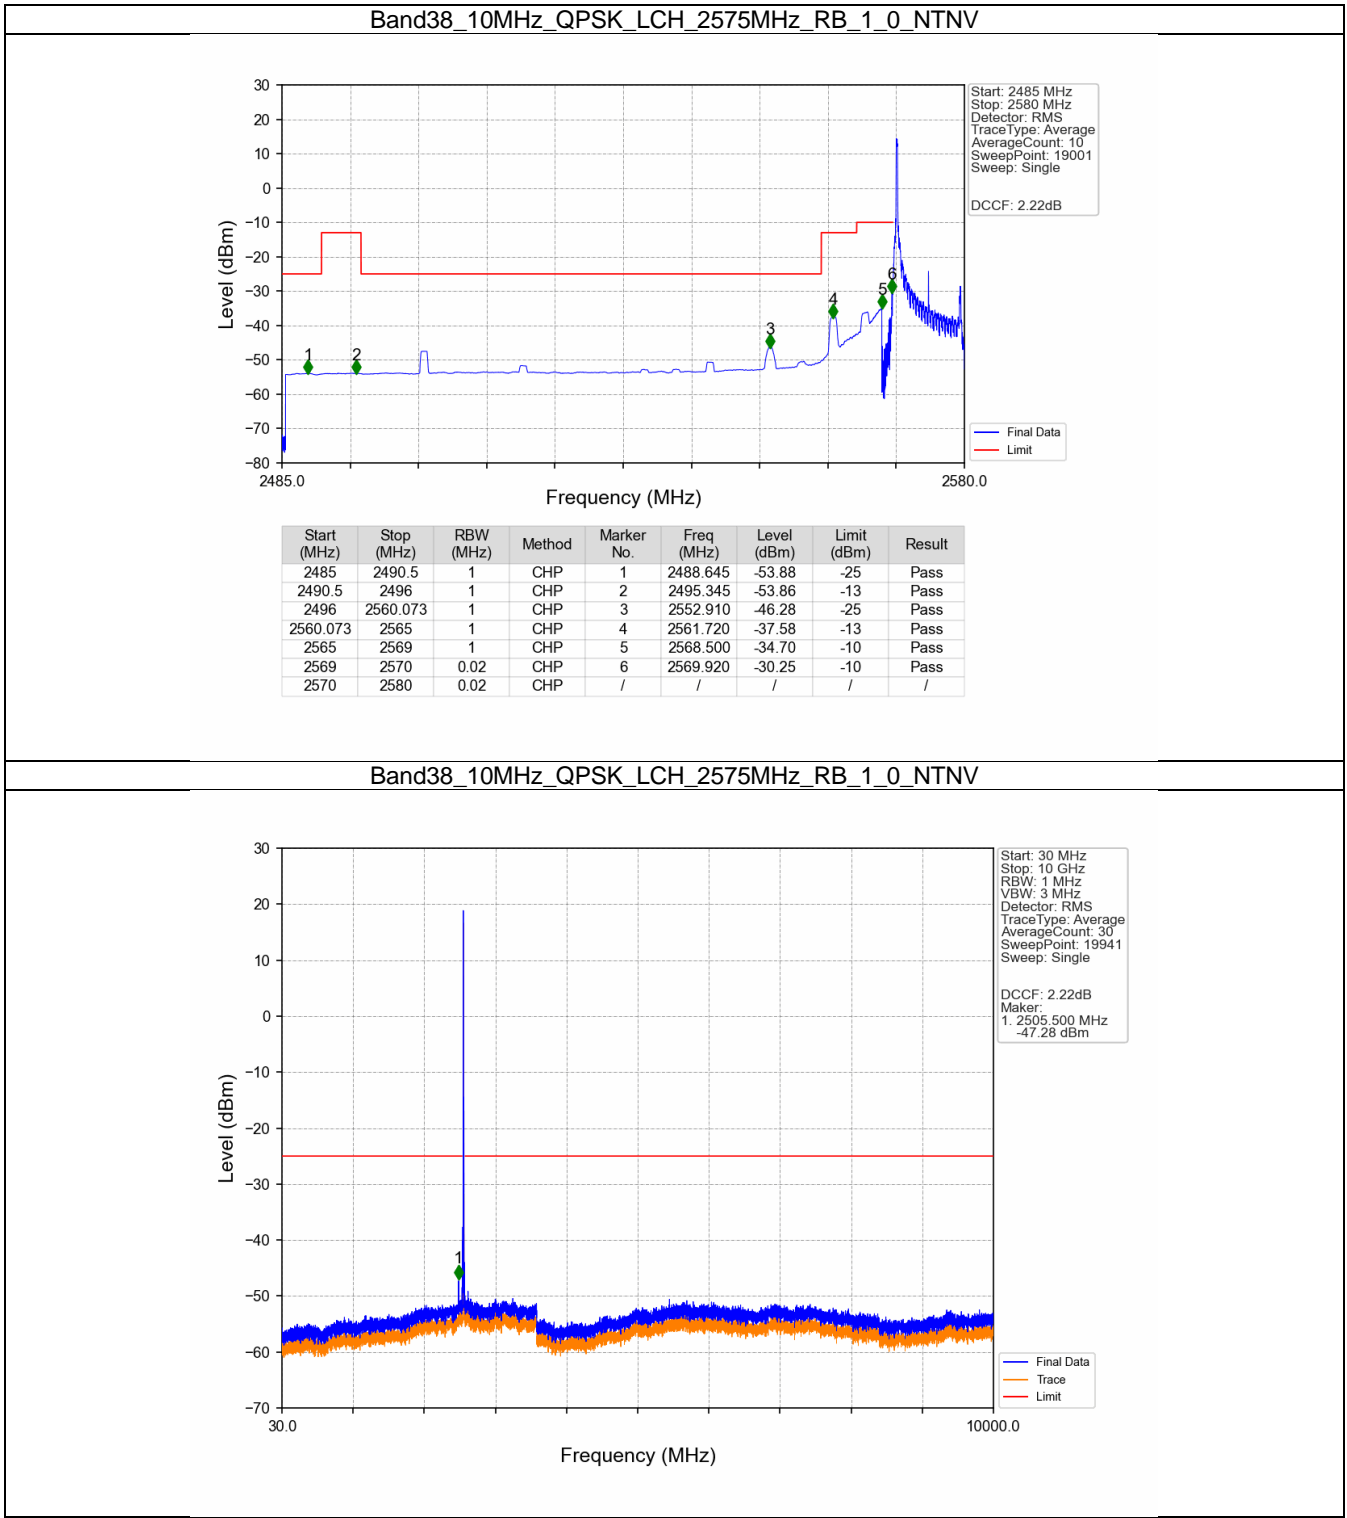 Band38_10MHz_QPSK_LCH_2575MHz_RB_1_0_NTNV
30
20
10
0
−10
−20
−30
−40
−50
−60
−70
−80
Level (dBm)
1
2
3
4
5
6
2485.0
2580.0
Frequency (MHz)
Start: 2485 MHz
Stop: 2580 MHz
Detector: RMS
TraceType: Average
AverageCount: 10
SweepPoint: 19001
Sweep: Single
DCCF: 2.22dB
Final Data
Limit
Start (MHz) Stop (MHz) RBW (MHz) Method Marker No. Freq (MHz) Level (dBm) Limit (dBm) Result
2485 2490.5 1 CHP 1 2488.645 -53.88 -25 Pass
2490.5 2496 1 CHP 2 2495.345 -53.86 -13 Pass
2496 2560.073 1 CHP 3 2552.910 -46.28 -25 Pass
2560.073 2565 1 CHP 4 2561.720 -37.58 -13 Pass
2565 2569 1 CHP 5 2568.500 -34.70 -10 Pass
2569 2570 0.02 CHP 6 2569.920 -30.25 -10 Pass
2570 2580 0.02 CHP / / / / /
Band38_10MHz_QPSK_LCH_2575MHz_RB_1_0_NTNV
30
20
10
0
−10
−20
−30
−40
−50
−60
−70
Level (dBm)
1
30.0
10000.0
Frequency (MHz)
Start: 30 MHz
Stop: 10 GHz
RBW: 1 MHz
VBW: 3 MHz
Detector: RMS
TraceType: Average
AverageCount: 30
SweepPoint: 19941
Sweep: Single
DCCF: 2.22dB
Maker:
1. 2505.500 MHz
-47.28 dBm
Final Data
Trace
Limit